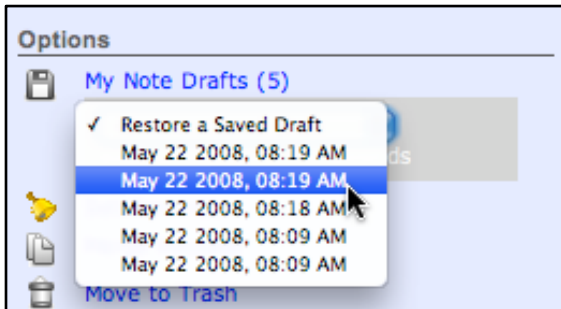 Options
My Note Drafts (5)
✓ Restore a Saved Draft
May 22 2008, 08:19 AM
May 22 2008, 08:19 AM
May 22 2008, 08:18 AM
May 22 2008, 08:09 AM
May 22 2008, 08:09 AM
Move to Trash